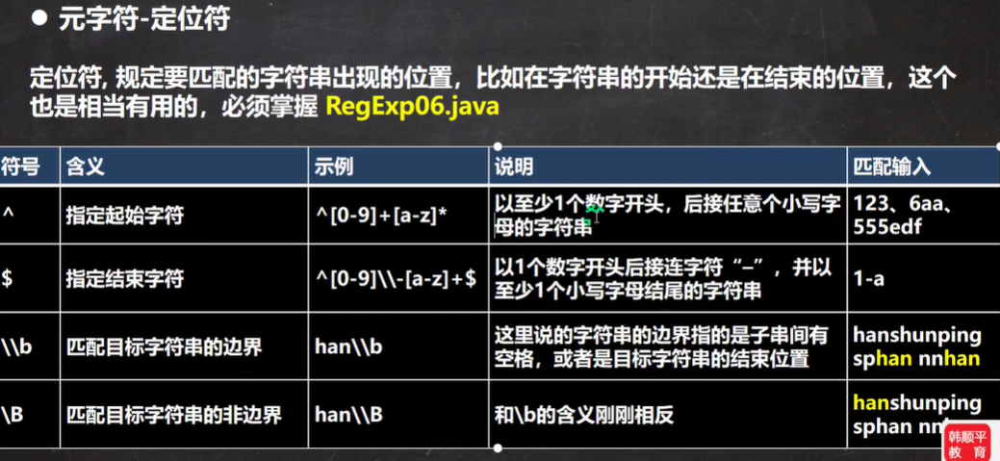 ● 元字符-定位符
定位符, 规定要匹配的字符串出现的位置，比如在字符串的开始还是在结束的位置，这个
也是相当有用的，必须掌握 RegExp06.java
符号 含义 示例 说明 匹配输入
^ 指定起始字符 ^[0-9]+[a-z]* 以至少1个数字开头，后接任意个小写字
母的字符串 123、6aa、
555edf
$ 指定结束字符 ^[0-9]\\-[a-z]+$ 以1个数字开头后接连字符“–”，并以
至少1个小写字母结尾的字符串 1-a
\\b 匹配目标字符串的边界 han\\b 这里说的字符串的边界指的是子串间有
空格，或者是目标字符串的结束位置 hanshunping
sphan nnhan
\B 匹配目标字符串的非边界 han\\B 和\b的含义刚刚相反 hanshunping
sphan
韩顺平
教育